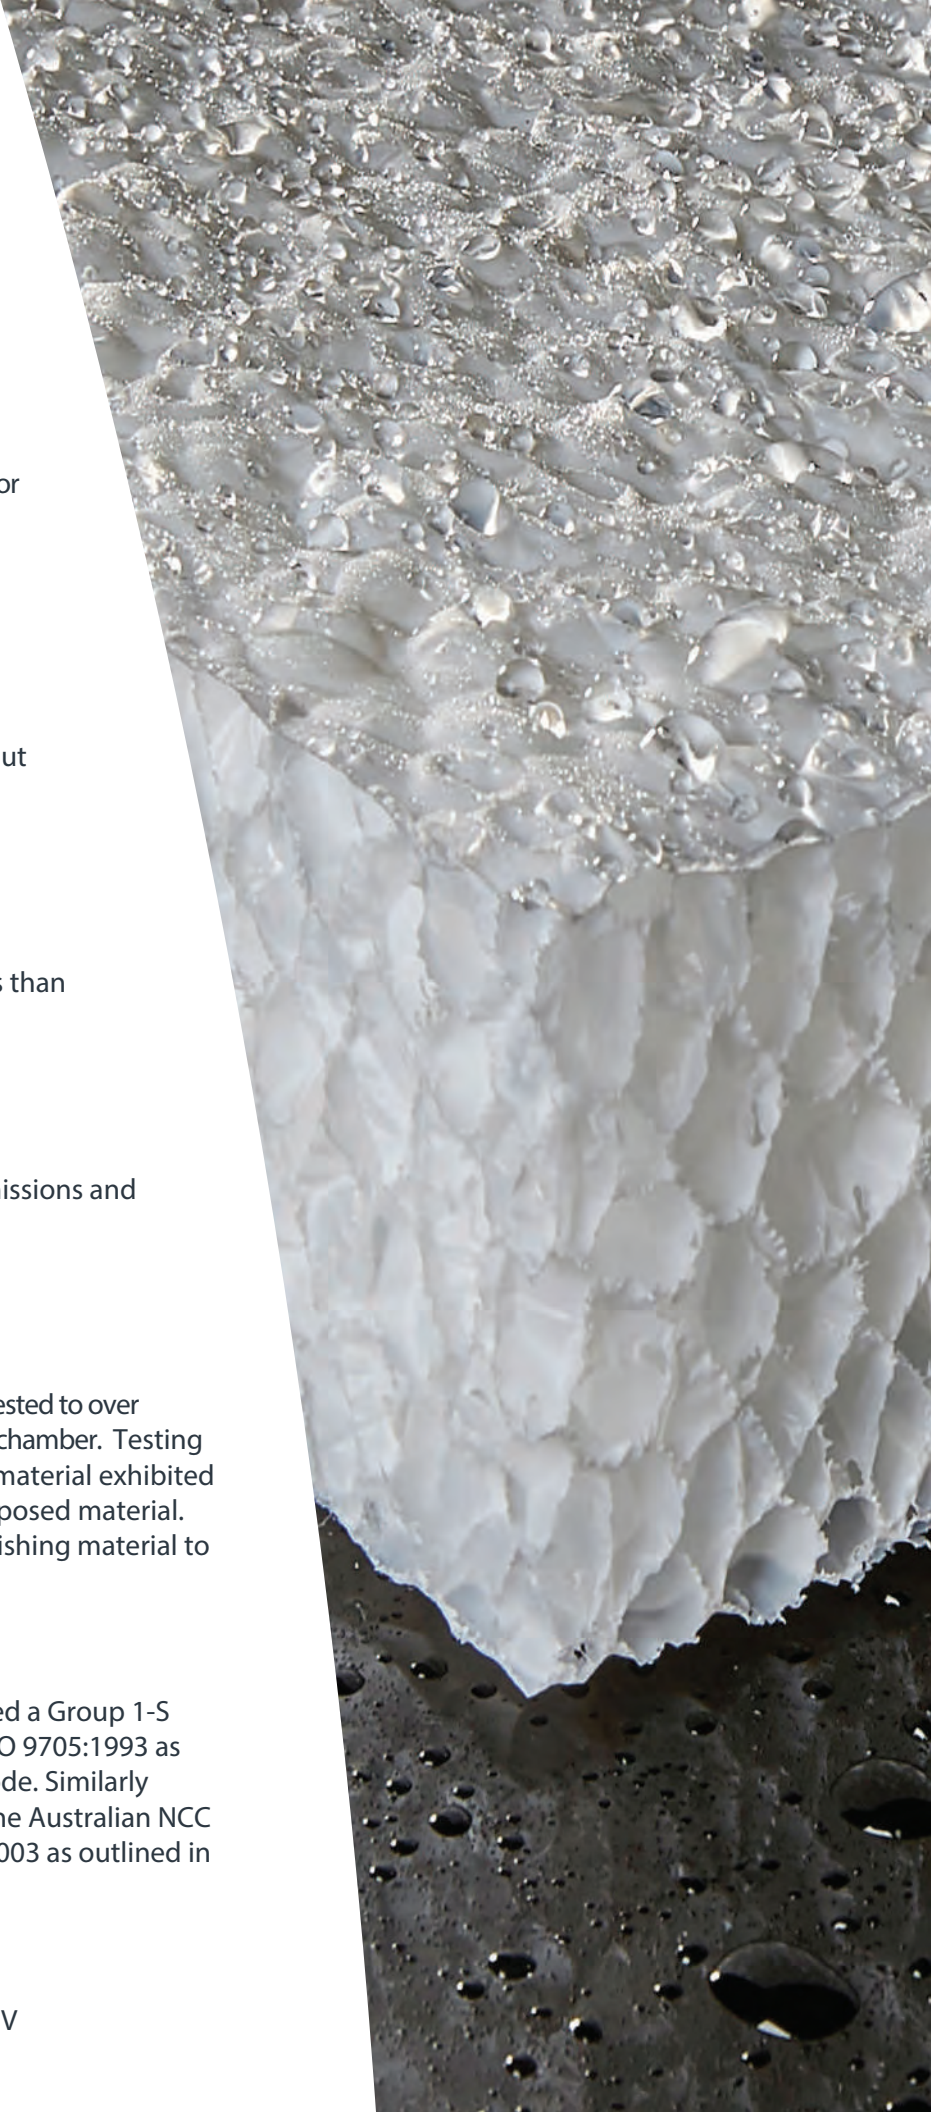 or
ut
than
issions and
ested to over
chamber. Testing
material exhibited
posed material.
ishing material to
ed a Group 1-S
O 9705:1993 as
de. Similarly
he Australian NCC
003 as outlined in
V